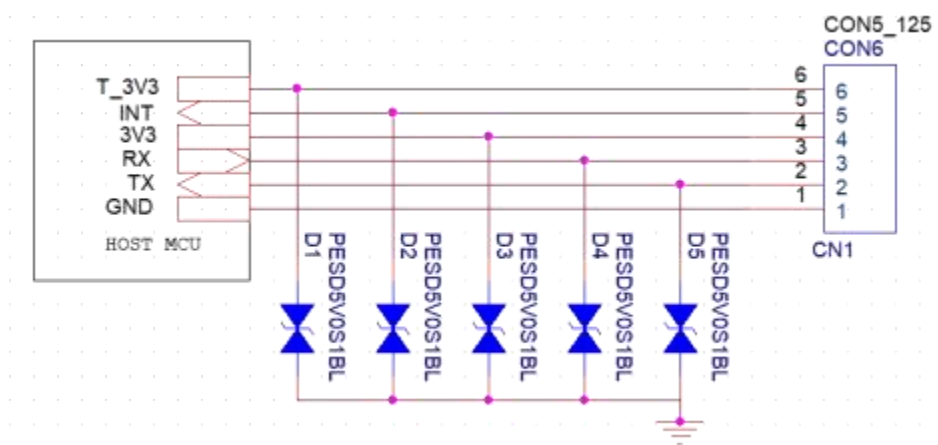 CON5_125
CON6
T_3V3
INT
3V3
RX
TX
GND
HOST MCU
6
5
4
3
2
1
6
5
4
3
2
1
CN1
D1
PESD5V0S1BL
D2
PESD5V0S1BL
D3
PESD5V0S1BL
D4
PESD5V0S1BL
D5
PESD5V0S1BL